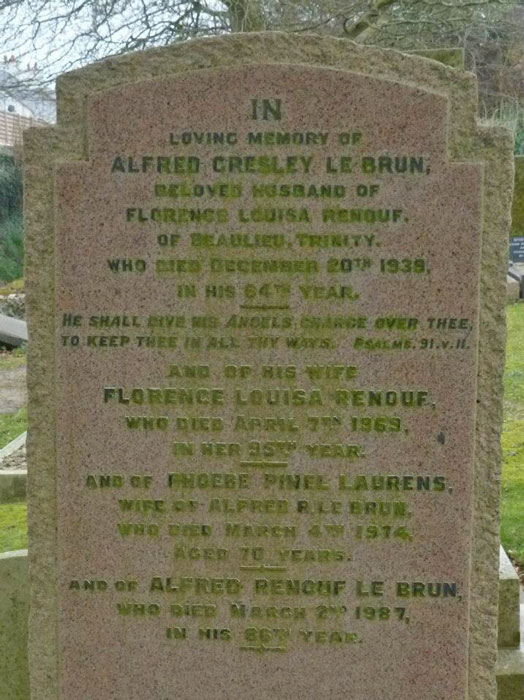 IN
LOVING MEMORY OF
ALFRED GRESLEY LE BRUN,
BELOVED HUSBAND OF
FLORENCE LOUISA RENOUF,
OF BEAULIEU, TRINITY,
WHO DIED DECEMBER 20TH 1939,
IN HIS 64TH YEAR.
HE SHALL GIVE HIS ANGELS CHARGE OVER THEE,
TO KEEP THEE IN ALL THY WAYS. PSALMS. 91. V. 11.
AND OF HIS WIFE
FLORENCE LOUISA RENOUF,
WHO DIED APRIL 7TH 1969,
IN HER 95TH YEAR.
AND OF PHOEBE PINEL LAURENS,
WIFE OF ALFRED R. LE BRUN,
WHO DIED MARCH 4TH 1974,
AGED 70 YEARS.
AND OF ALFRED RENOUF LE BRUN,
WHO DIED MARCH 2ND 1987,
IN HIS 86TH YEAR.